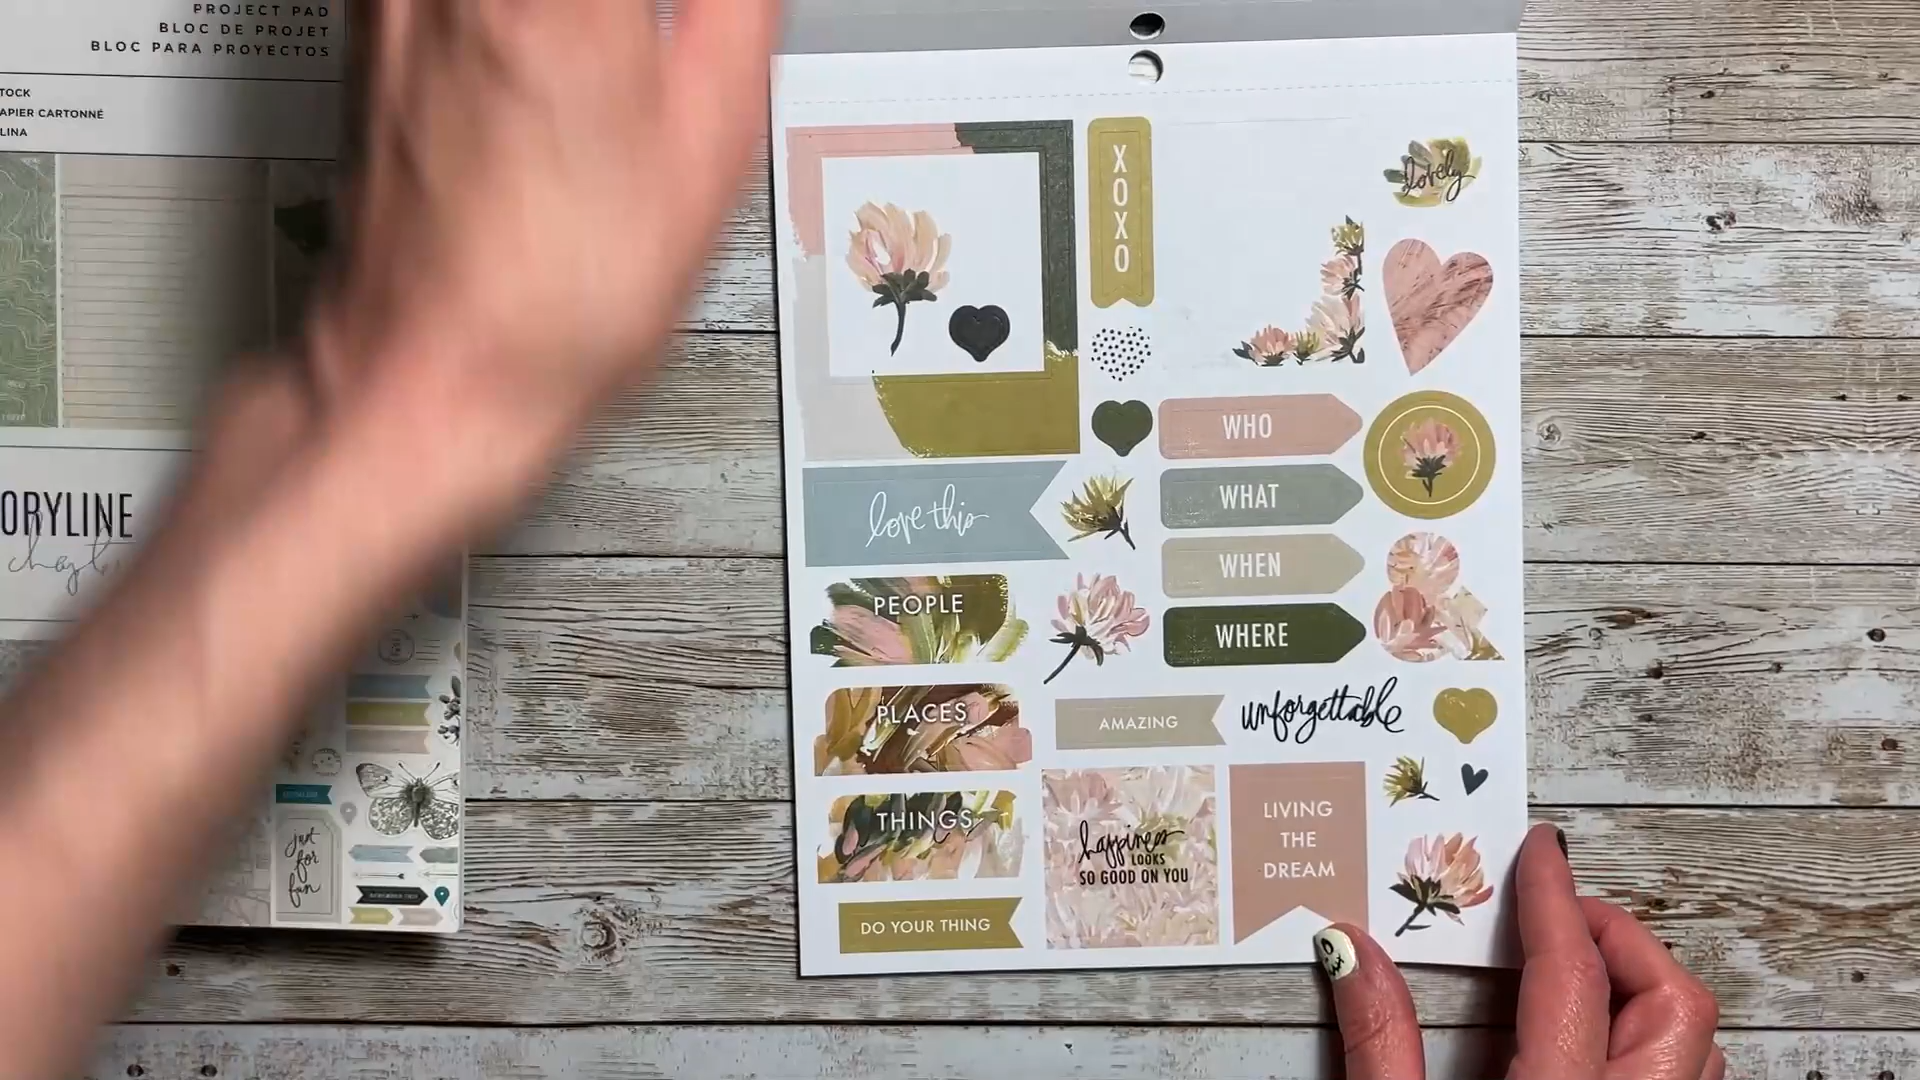 PROJECT PAD
BLOC DE PROJET
BLOC PARA PROYECTOS
TOCK
APIER CARTONNÉ
LINA
ORYLINE
just
for
fun
XOXO
lovely
love this
WHO
WHAT
WHEN
WHERE
PEOPLE
PLACES
THINGS
AMAZING
unforgettable
happiness
LOOKS
SO GOOD ON YOU
LIVING
THE
DREAM
DO YOUR THING